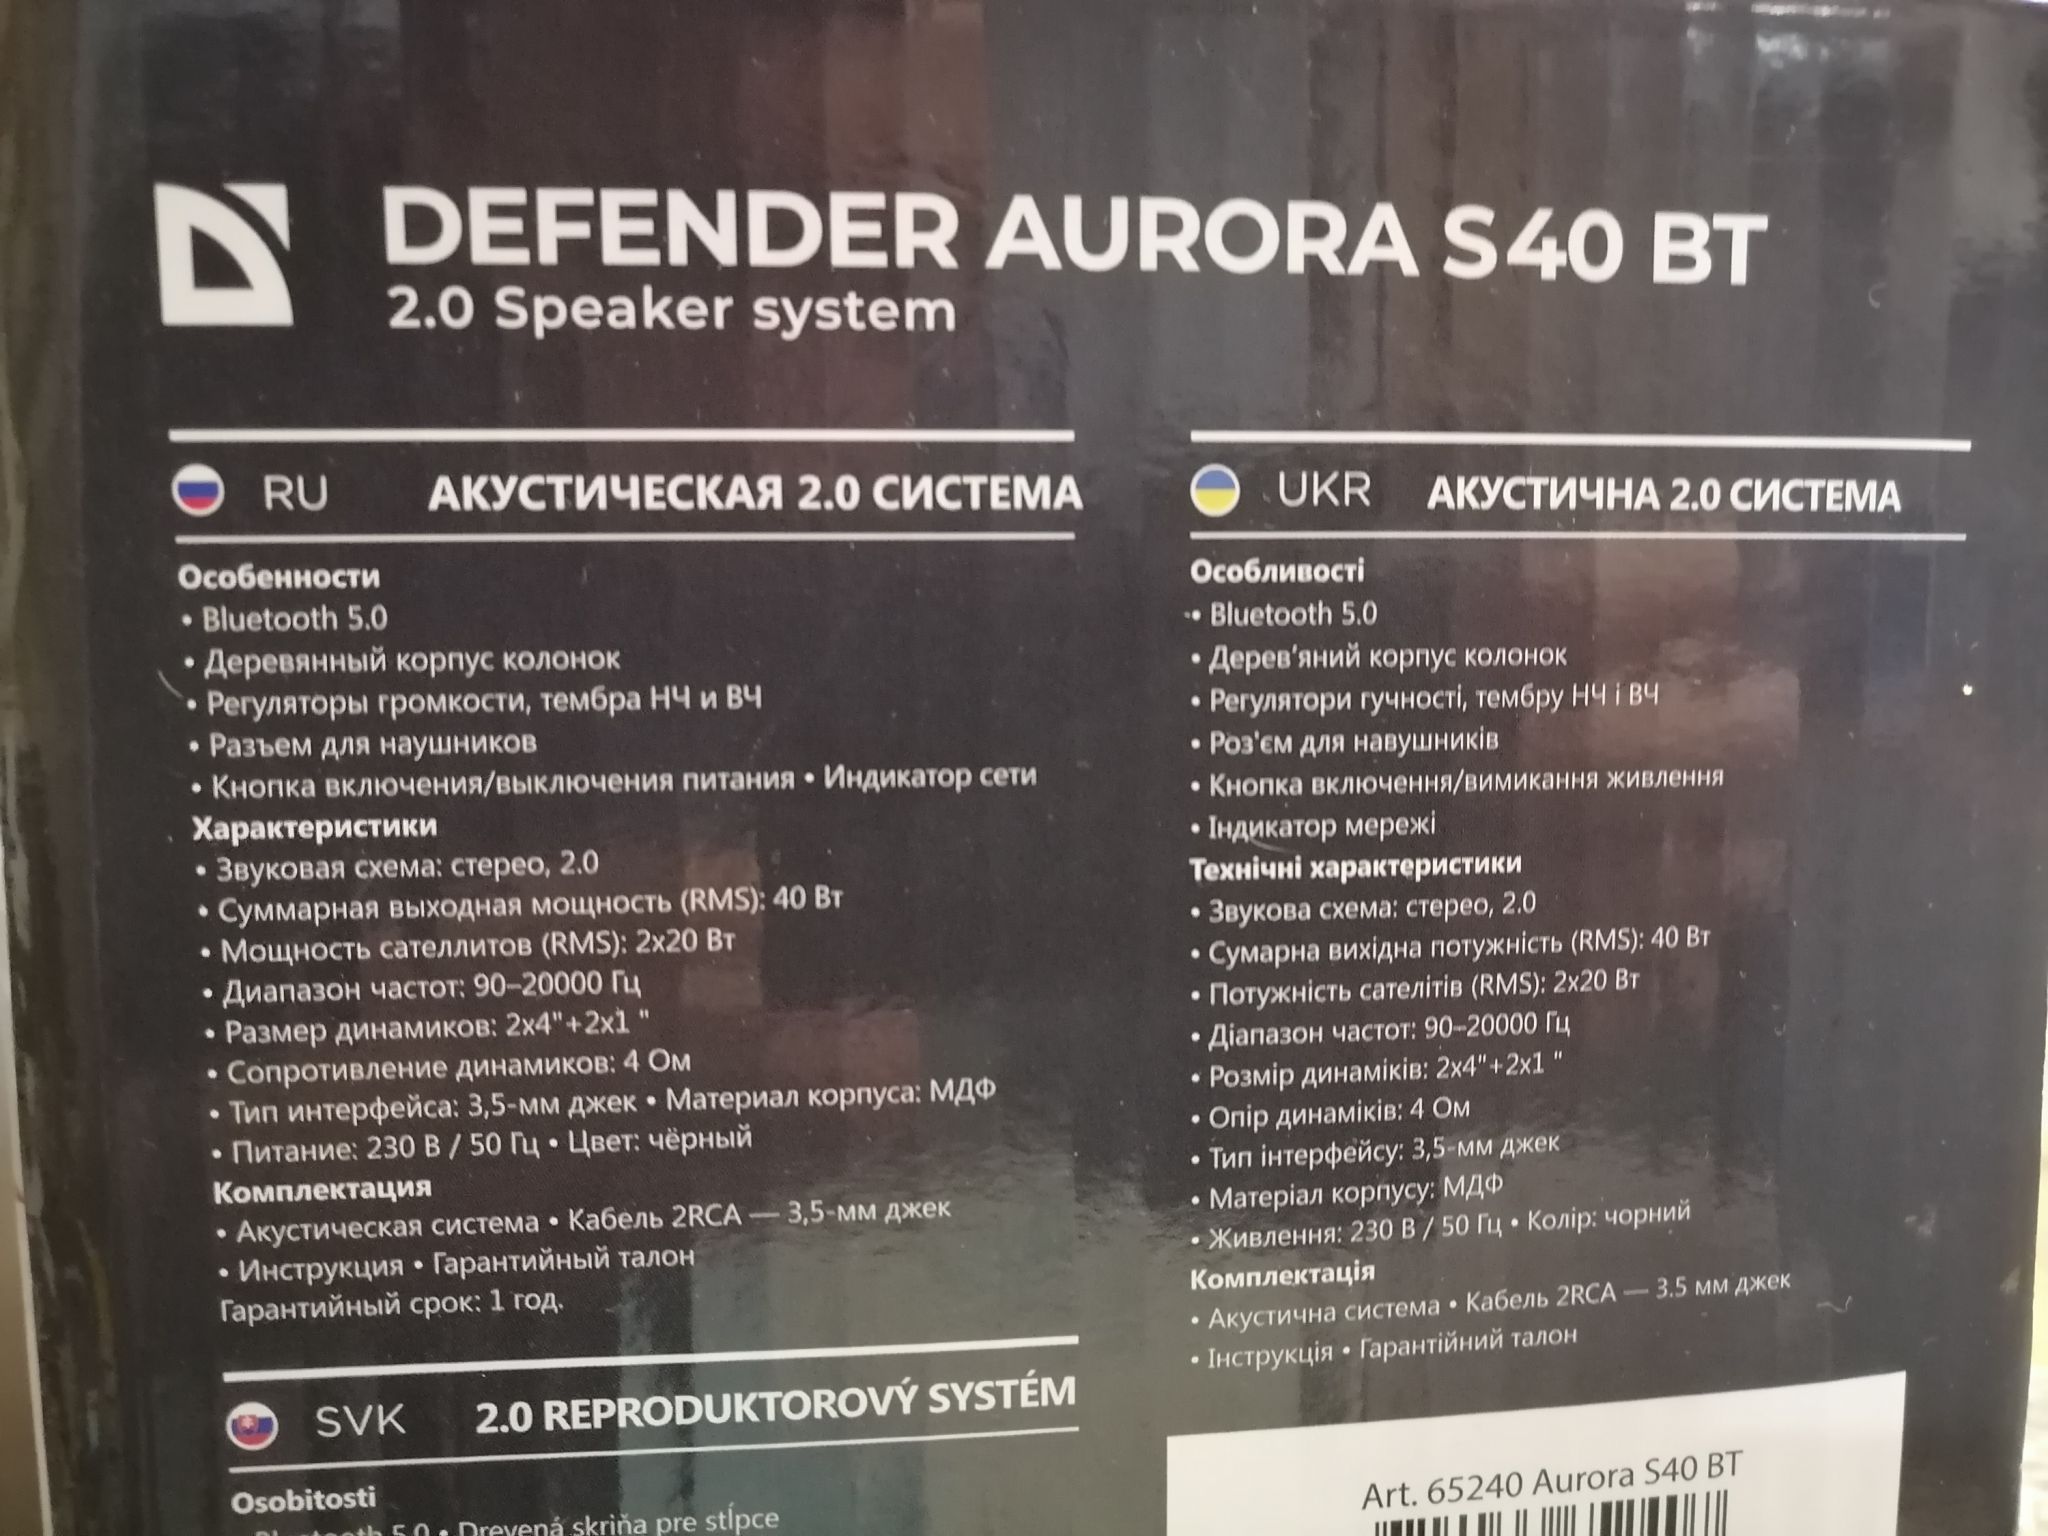 DEFENDER AURORA S40 BT
2.0 Speaker system
RU АКУСТИЧЕСКАЯ 2.0 СИСТЕМА
Особенности
• Bluetooth 5.0
• Деревянный корпус колонок
• Регуляторы громкости, тембра НЧ и ВЧ
• Разъем для наушников
• Кнопка включения/выключения питания • Индикатор сети
Характеристики
• Звуковая схема: стерео, 2.0
• Суммарная выходная мощность (RMS): 40 Вт
• Мощность сателлитов (RMS): 2x20 Вт
• Диапазон частот: 90–20000 Гц
• Размер динамиков: 2x4"+2x1 "
• Сопротивление динамиков: 4 Ом
• Тип интерфейса: 3,5-мм джек • Материал корпуса: МДФ
• Питание: 230 В / 50 Гц • Цвет: чёрный
Комплектация
• Акустическая система • Кабель 2RCA — 3,5-мм джек
• Инструкция • Гарантийный талон
Гарантийный срок: 1 год.
UKR АКУСТИЧНА 2.0 СИСТЕМА
Особливості
• Bluetooth 5.0
• Дерев'яний корпус колонок
• Регулятори гучності, тембру НЧ і ВЧ
• Роз'єм для навушників
• Кнопка включення/вимикання живлення
• Індикатор мережі
Технічні характеристики
• Звукова схема: стерео, 2.0
• Сумарна вихідна потужність (RMS): 40 Вт
• Потужність сателітів (RMS): 2x20 Вт
• Діапазон частот: 90–20000 Гц
• Розмір динаміків: 2x4"+2x1 "
• Опір динаміків: 4 Ом
• Тип інтерфейсу: 3,5-мм джек
• Матеріал корпусу: МДФ
• Живлення: 230 В / 50 Гц • Колір: чорний
Комплектація
• Акустична система • Кабель 2RCA — 3.5 мм джек
• Інструкція • Гарантійний талон
SVK 2.0 REPRODUKTOROVÝ SYSTÉM
Osobitosti
• Bluetooth 5.0 • Drevená skriňa pre stĺpce
Art. 65240 Aurora S40 BT